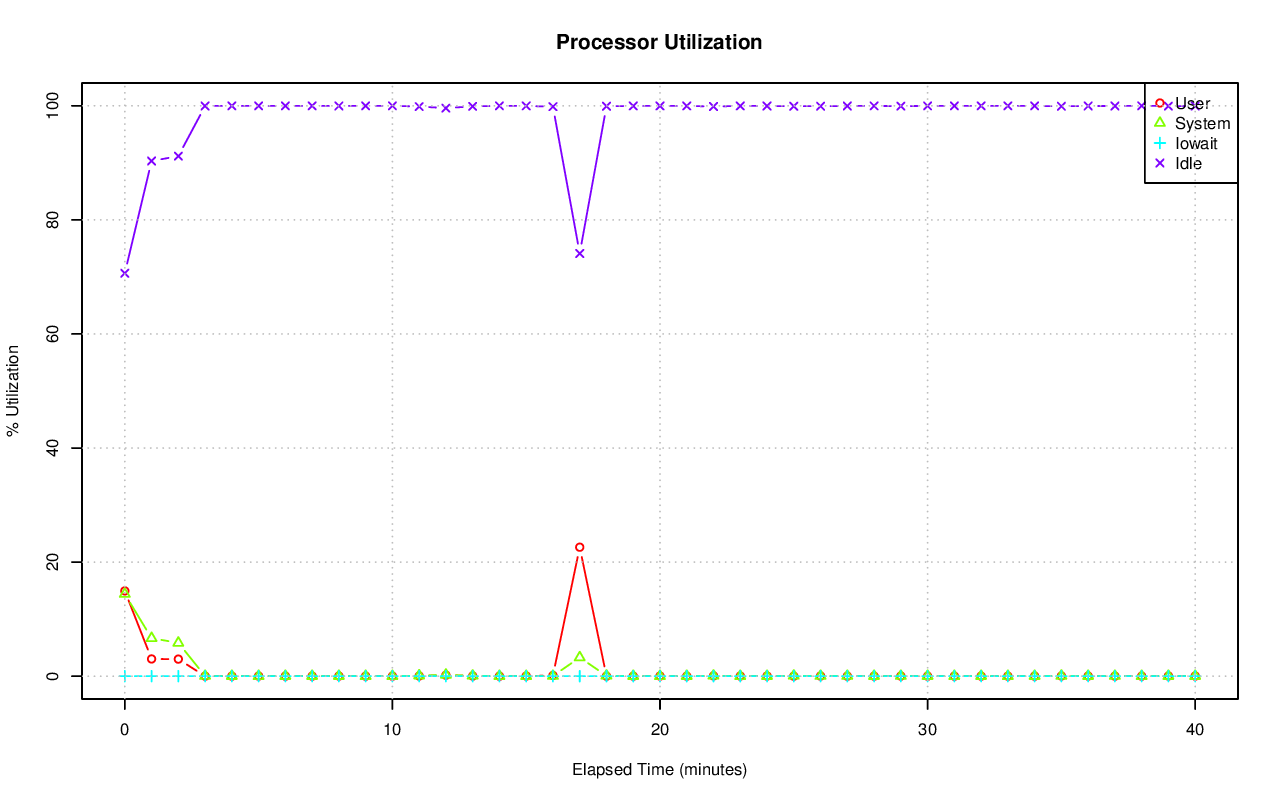 Processor Utilization
100
80
60
40
20
0
% Utilization
User
System
Iowait
Idle
0 10 20 30 40
Elapsed Time (minutes)